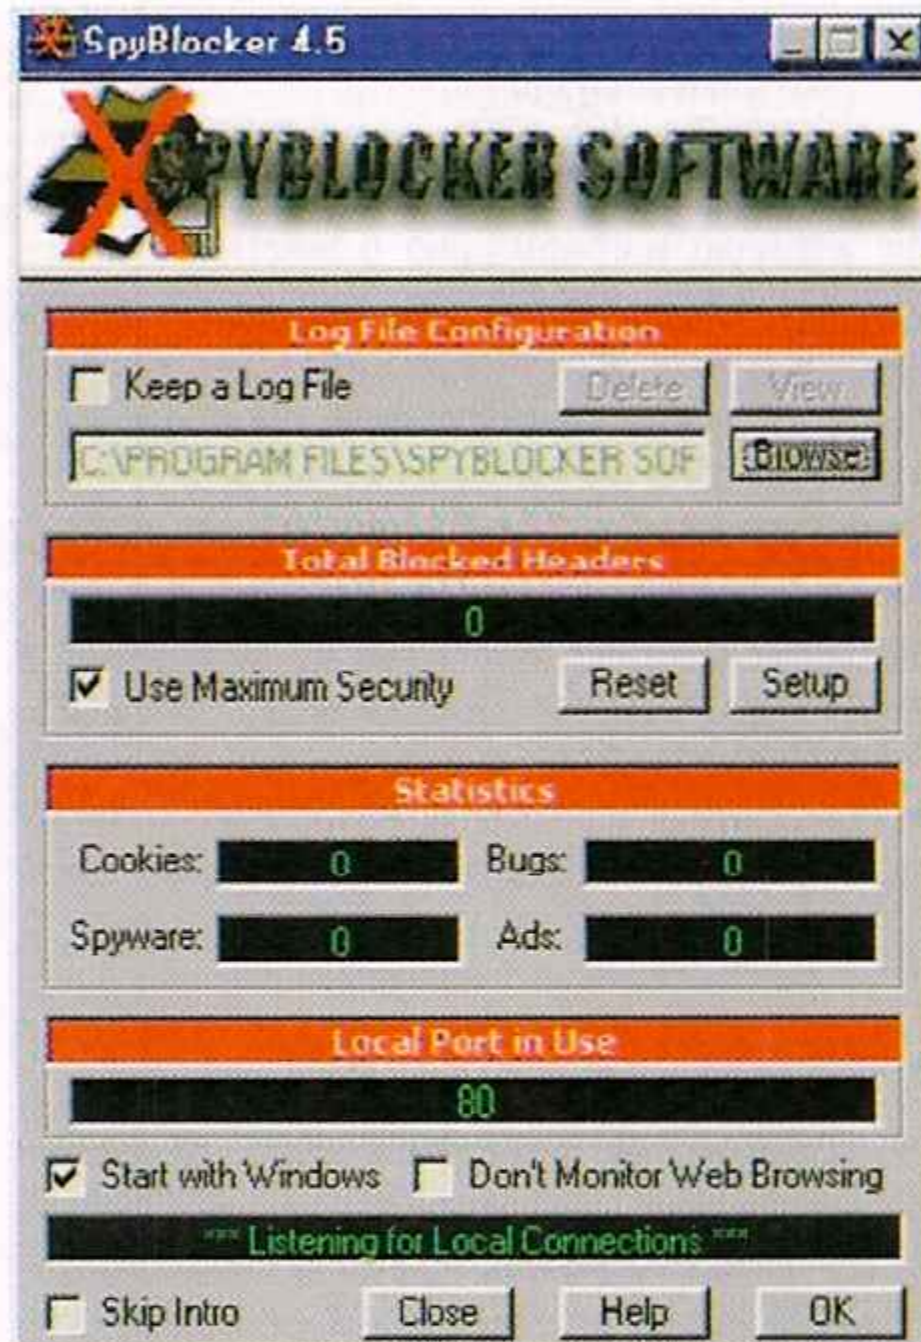 SpyBlocker 4.5
SPYBLOCKER SOFTWARE
Log File Configuration
Keep a Log File Delete View
C:\PROGRAM FILES\SPYBLOCKER SOF Browse
Total Blocked Headers
0
Use Maximum Security Reset Setup
Statistics
Cookies: 0 Bugs: 0
Spyware: 0 Ads: 0
Local Port in Use
80
Start with Windows Don't Monitor Web Browsing
*** Listening for Local Connections ***
Skip Intro Close Help OK